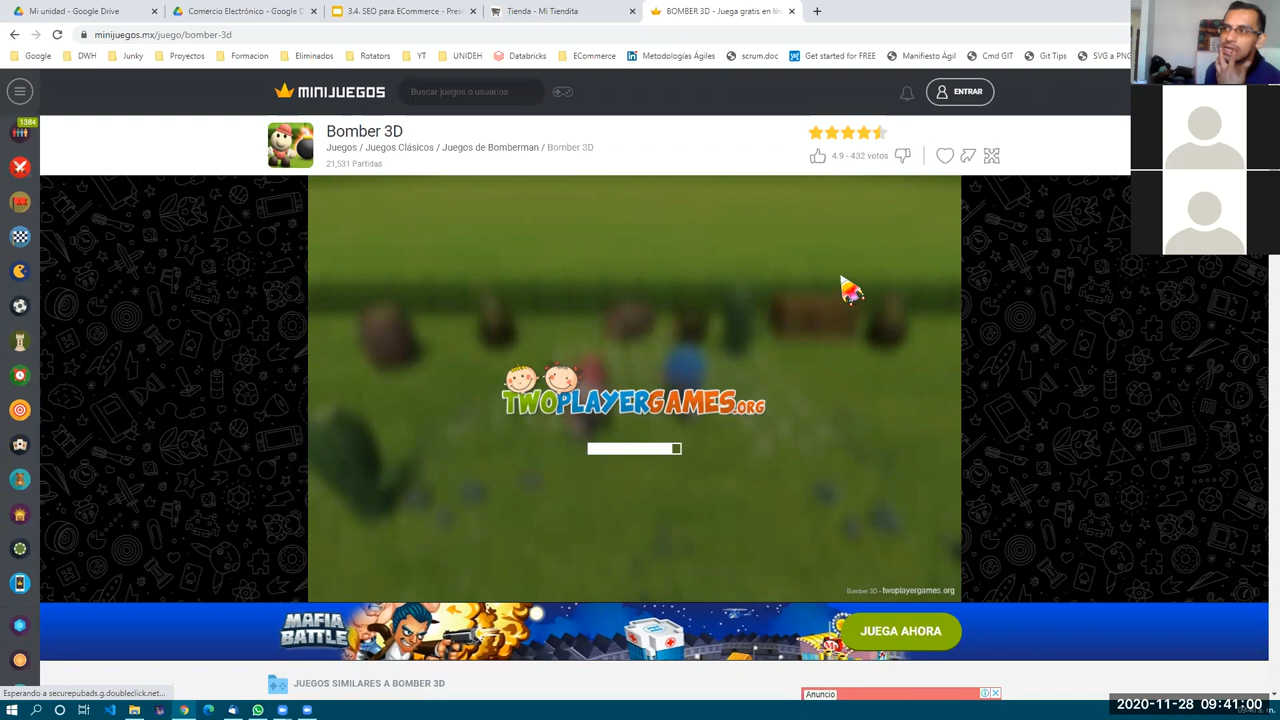 Mi unidad - Google Drive
Comercio Electrónico - Google D
3.4. SEO para ECommerce - Pres
Tienda - Mi Tiendita
BOMBER 3D - Juega gratis en lín
minijuegos.mx/juego/bomber-3d
Google
DWH
Junky
Proyectos
Formacion
Eliminados
Rotators
YT
UNIDEH
Databricks
ECommerce
Metodologías Ágiles
scrum.doc
Get started for FREE
Manifiesto Ágil
Cmd GIT
Git Tips
SVG a PNG
MINIJUEGOS
Buscar juegos o usuarios
ENTRAR
1384
Bomber 3D
Juegos / Juegos Clásicos / Juegos de Bomberman / Bomber 3D
21,531 Partidas
4.9 - 432 votos
TWOPLAYERGAMES.ORG
Bomber 3D - twoplayergames.org
MAFIA BATTLE
JUEGA AHORA
JUEGOS SIMILARES A BOMBER 3D
Anuncio
Esperando a securepubads.g.doubleclick.net...
2020-11-28 09:41:00